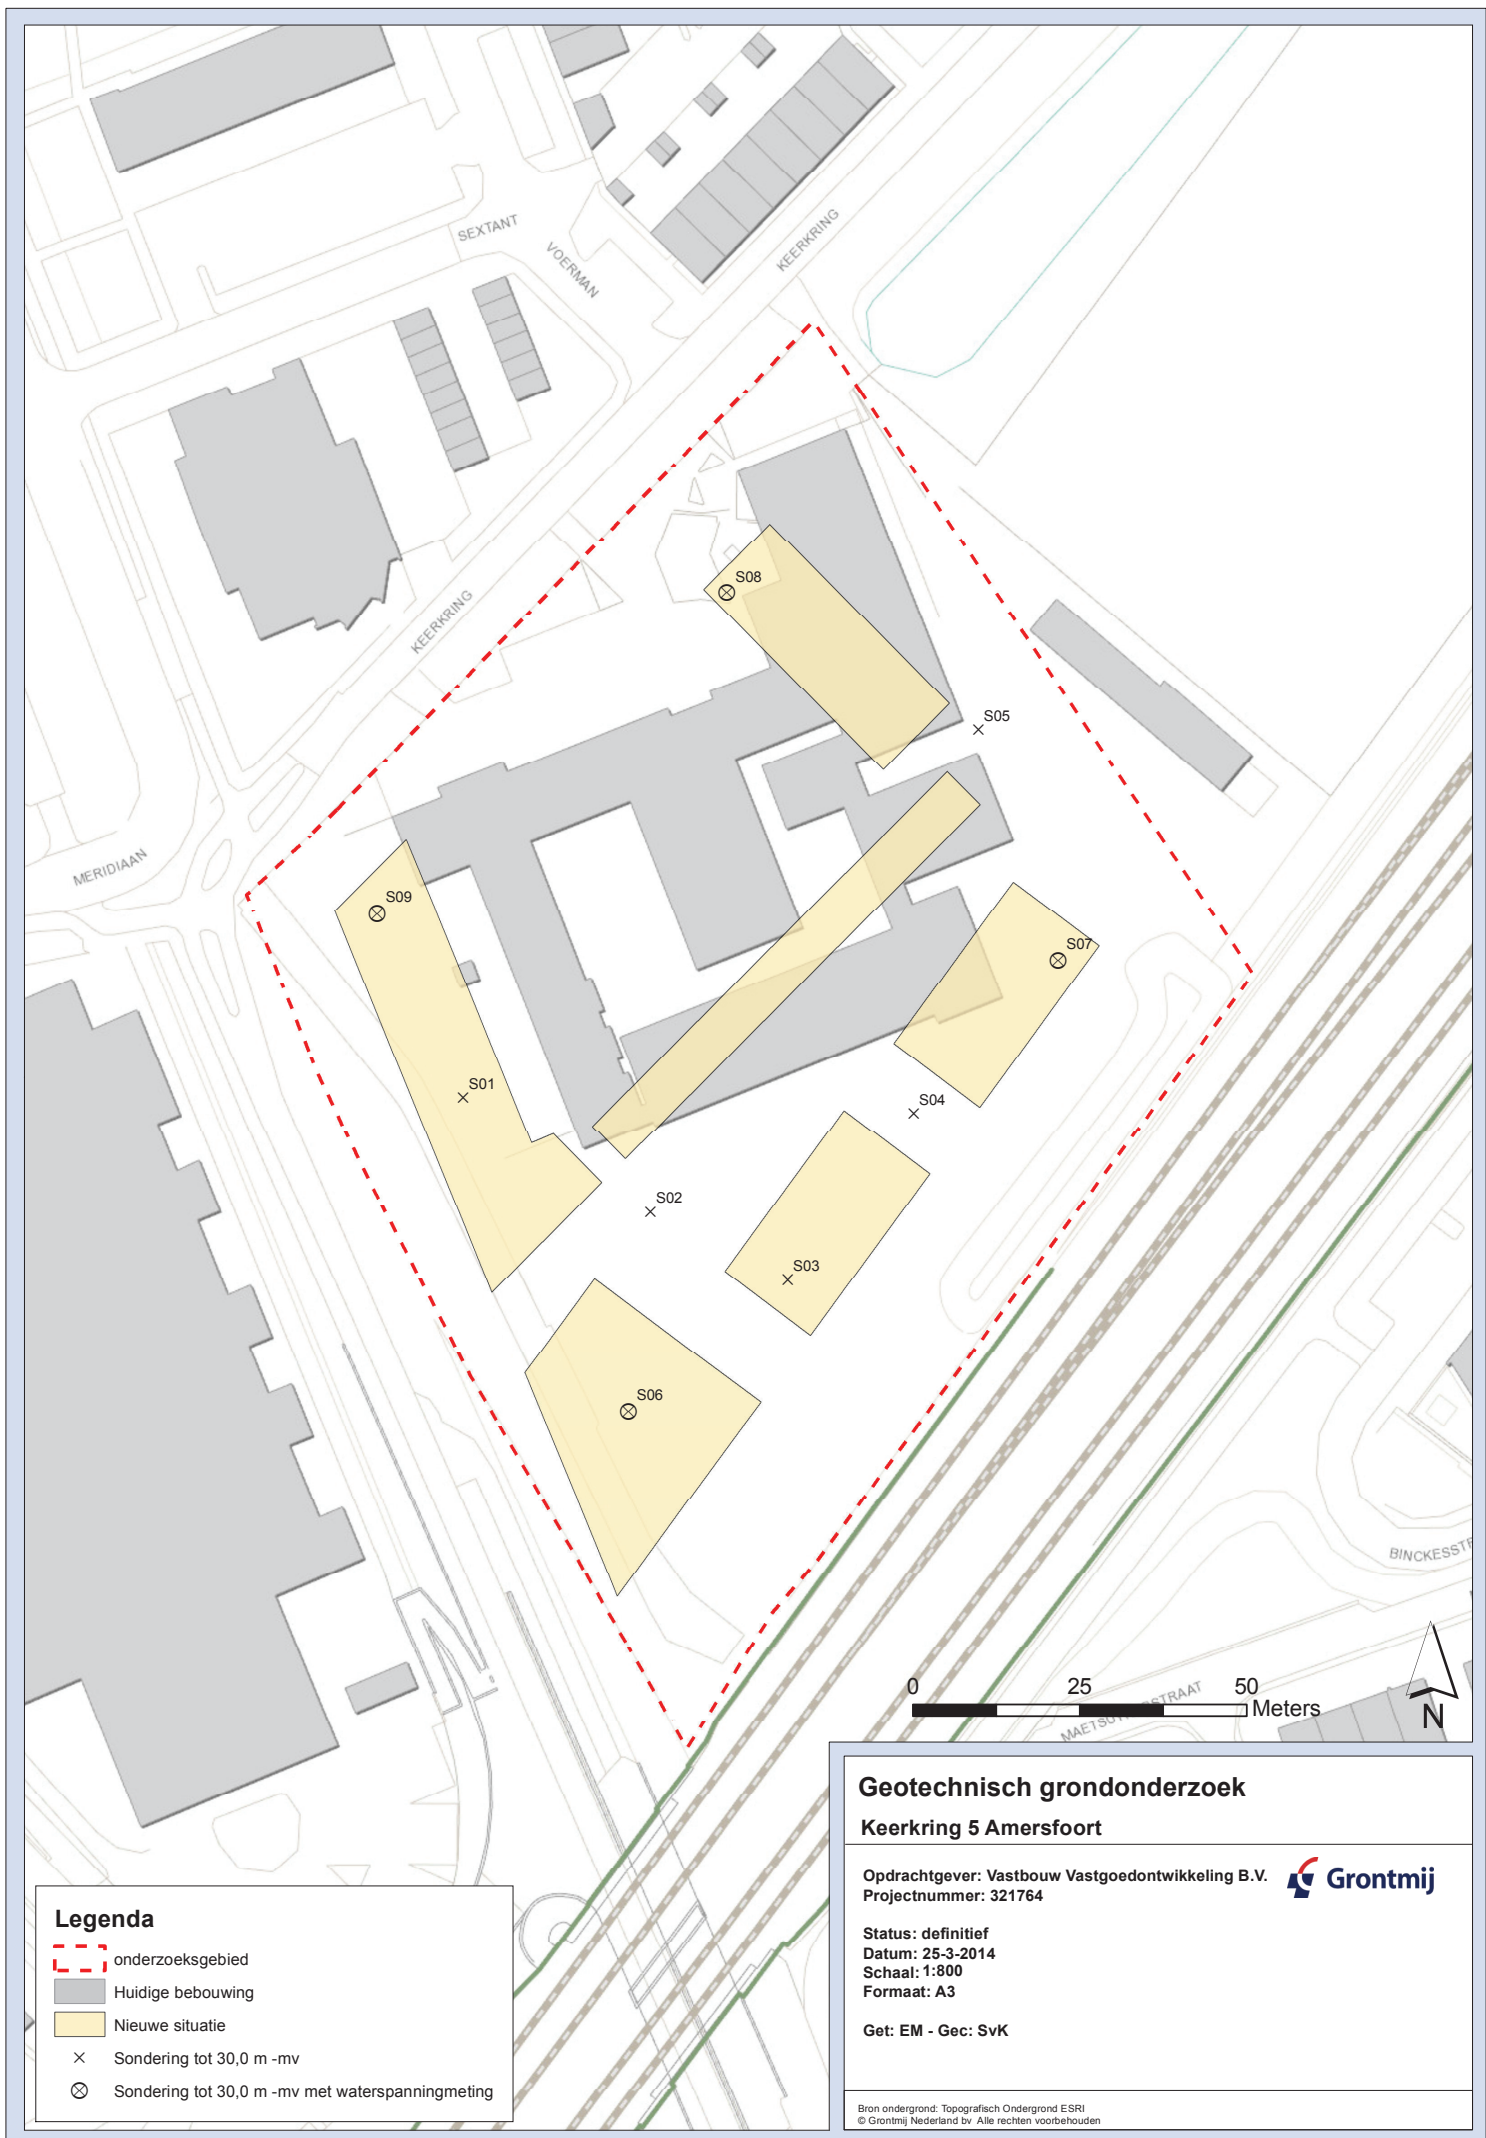 SEXTANT
VOERMAN
KEERKRING
S08
KEERKRING
S05
MERIDIAAN
S09
S07
S01
S04
S02
S03
S06
BINCKESSTR
0 25 50
Meters
N
Geotechnisch grondonderzoek
Keerkring 5 Amersfoort
Opdrachtgever: Vastbouw Vastgoedontwikkeling B.V.
Projectnummer: 321764
Grontmij
Status: definitief
Datum: 25-3-2014
Schaal: 1:800
Formaat: A3
Get: EM - Gec: SvK
Bron ondergrond: Topografisch Ondergrond ESRI
© Grontmij Nederland bv Alle rechten voorbehouden
Legenda
onderzoeksgebied
Huidige bebouwing
Nieuwe situatie
Sondering tot 30,0 m -mv
Sondering tot 30,0 m -mv met waterspanningmeting